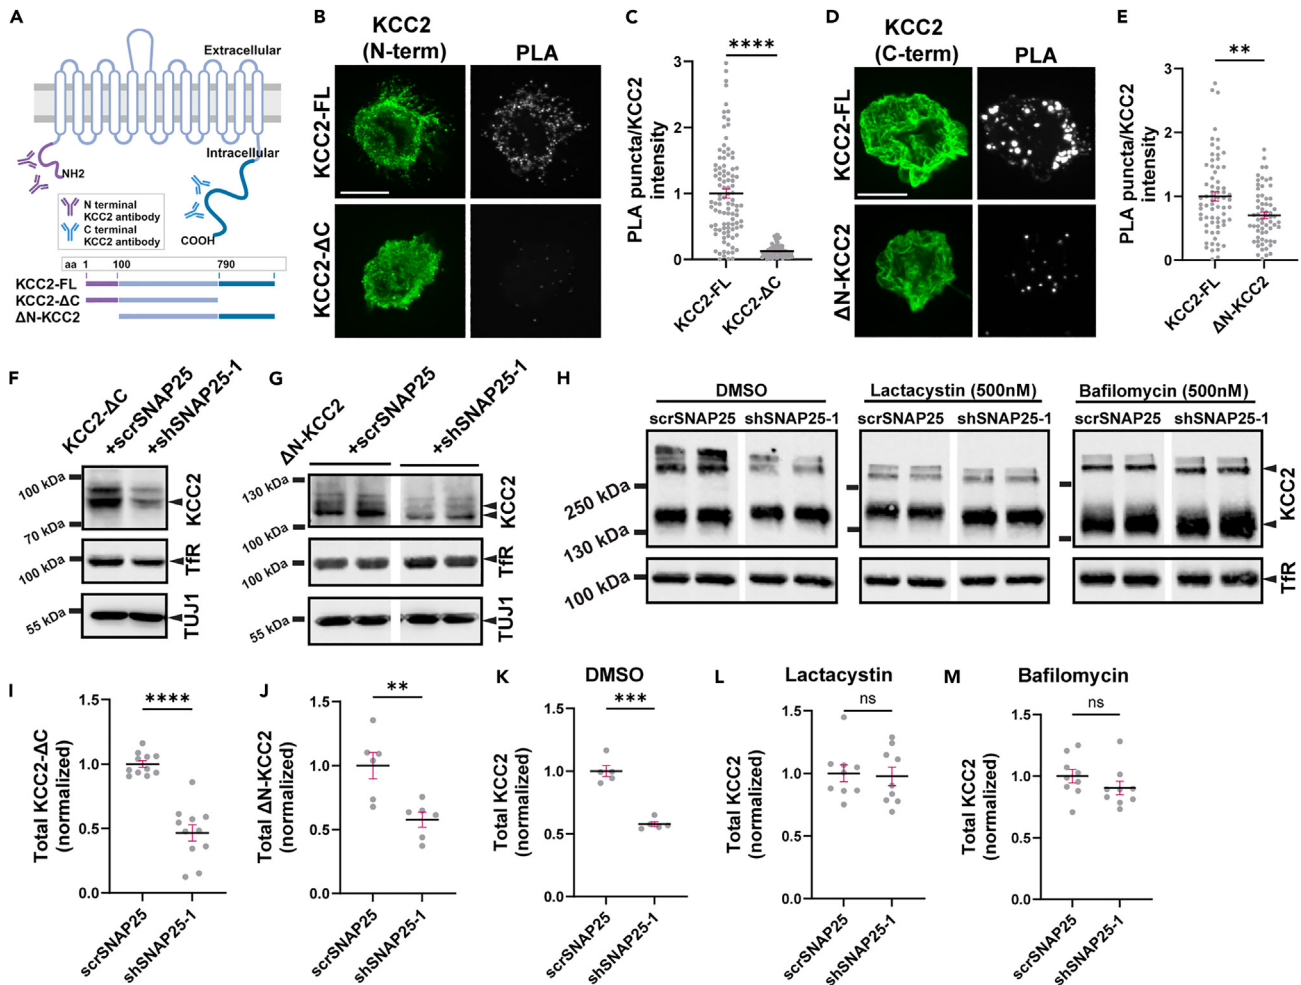 A
Extracellular
Intracellular
NH2
N terminal
KCC2 antibody
C terminal
KCC2 antibody
COOH
aa 1 100 790
KCC2-FL
KCC2-ΔC
ΔN-KCC2
B
KCC2
(N-term)
PLA
KCC2-FL
KCC2-ΔC
C
****
PLA puncta/KCC2
intensity
3
2
1
0
KCC2-FL
KCC2-ΔC
D
KCC2
(C-term)
PLA
KCC2-FL
ΔN-KCC2
E
**
PLA puncta/KCC2
intensity
3
2
1
0
KCC2-FL
ΔN-KCC2
F
KCC2-ΔC
+scrSNAP25
+shSNAP25-1
100 kDa
70 kDa
100 kDa
55 kDa
KCC2
TfR
TUJ1
G
ΔN-KCC2
+scrSNAP25
+shSNAP25-1
130 kDa
100 kDa
100 kDa
55 kDa
KCC2
TfR
TUJ1
H
DMSO
scrSNAP25 shSNAP25-1
Lactacystin (500nM)
scrSNAP25 shSNAP25-1
Bafilomycin (500nM)
scrSNAP25 shSNAP25-1
250 kDa
130 kDa
100 kDa
KCC2
TfR
I
****
Total KCC2-ΔC
(normalized)
1.5
1.0
0.5
0.0
scrSNAP25
shSNAP25-1
J
**
Total ΔN-KCC2
(normalized)
1.5
1.0
0.5
0.0
scrSNAP25
shSNAP25-1
K
DMSO
***
Total KCC2
(normalized)
1.5
1.0
0.5
0.0
scrSNAP25
shSNAP25-1
L
Lactacystin
ns
Total KCC2
(normalized)
1.5
1.0
0.5
0.0
scrSNAP25
shSNAP25-1
M
Bafilomycin
ns
Total KCC2
(normalized)
1.5
1.0
0.5
0.0
scrSNAP25
shSNAP25-1